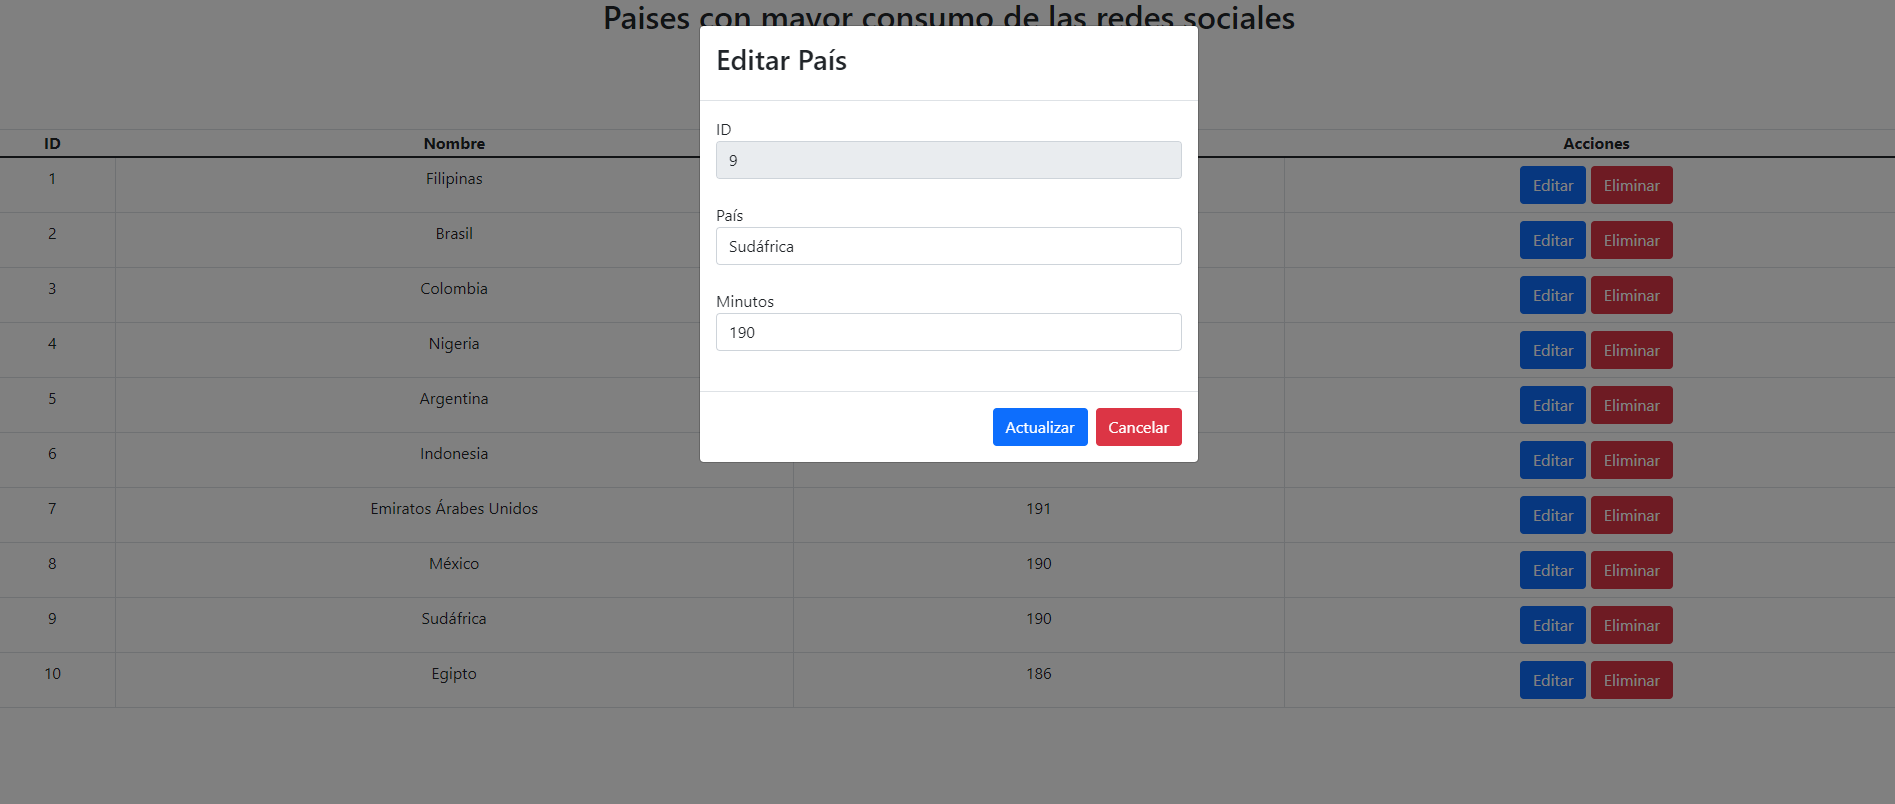 Paises con mayor consumo de las redes sociales
Editar País
ID
9
País
Sudáfrica
Minutos
190
Actualizar Cancelar
ID Nombre Acciones
1 Filipinas Editar Eliminar
2 Brasil Editar Eliminar
3 Colombia Editar Eliminar
4 Nigeria Editar Eliminar
5 Argentina Editar Eliminar
6 Indonesia Editar Eliminar
7 Emiratos Árabes Unidos 191 Editar Eliminar
8 México 190 Editar Eliminar
9 Sudáfrica 190 Editar Eliminar
10 Egipto 186 Editar Eliminar